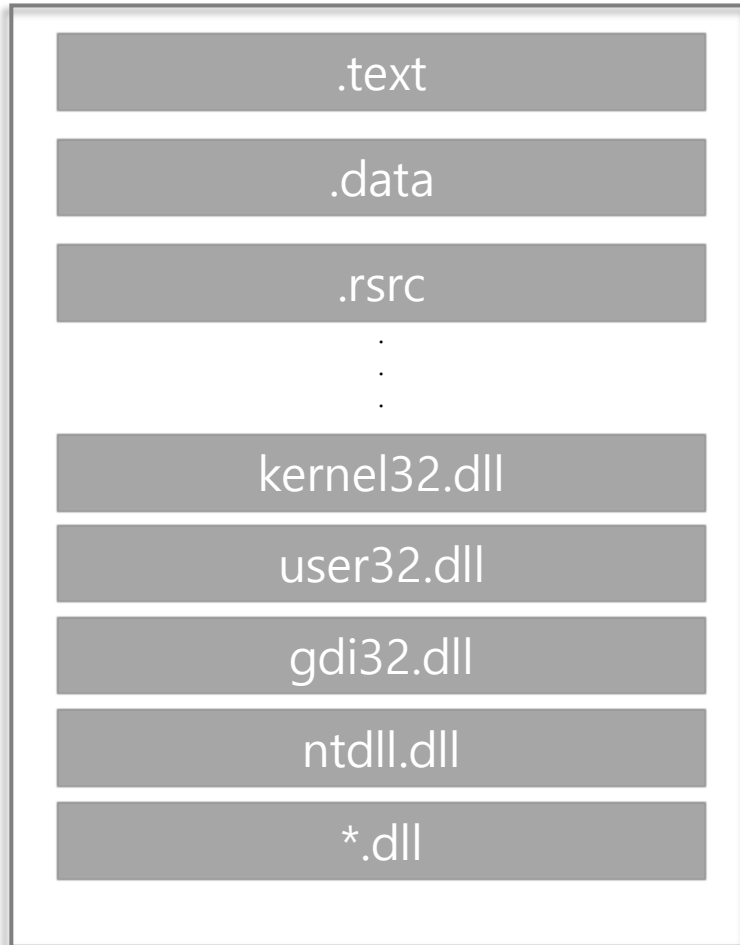 .text
.data
.rsrc
.
.
.
kernel32.dll
user32.dll
gdi32.dll
ntdll.dll
*.dll